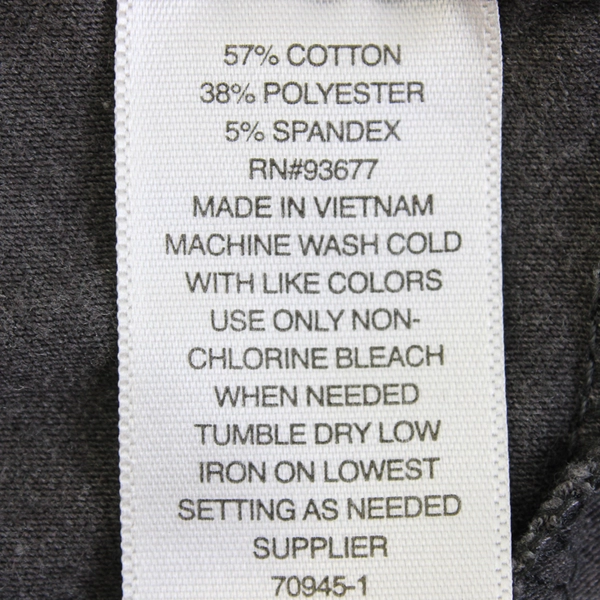 57% COTTON
38% POLYESTER
5% SPANDEX
RN#93677
MADE IN VIETNAM
MACHINE WASH COLD
WITH LIKE COLORS
USE ONLY NON-
CHLORINE BLEACH
WHEN NEEDED
TUMBLE DRY LOW
IRON ON LOWEST
SETTING AS NEEDED
SUPPLIER
70945-1